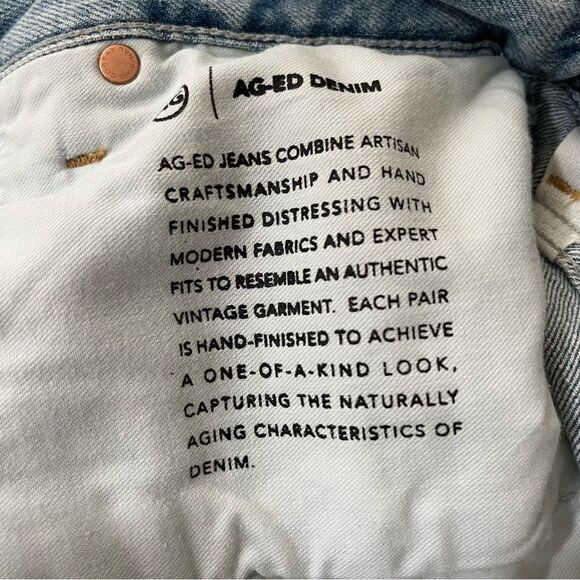 AG-ED DENIM
AG-ED JEANS COMBINE ARTISAN
CRAFTSMANSHIP AND HAND
FINISHED DISTRESSING WITH
MODERN FABRICS AND EXPERT
FITS TO RESEMBLE AN AUTHENTIC
VINTAGE GARMENT. EACH PAIR
IS HAND-FINISHED TO ACHIEVE
A ONE-OF-A-KIND LOOK,
CAPTURING THE NATURALLY
AGING CHARACTERISTICS OF
DENIM.